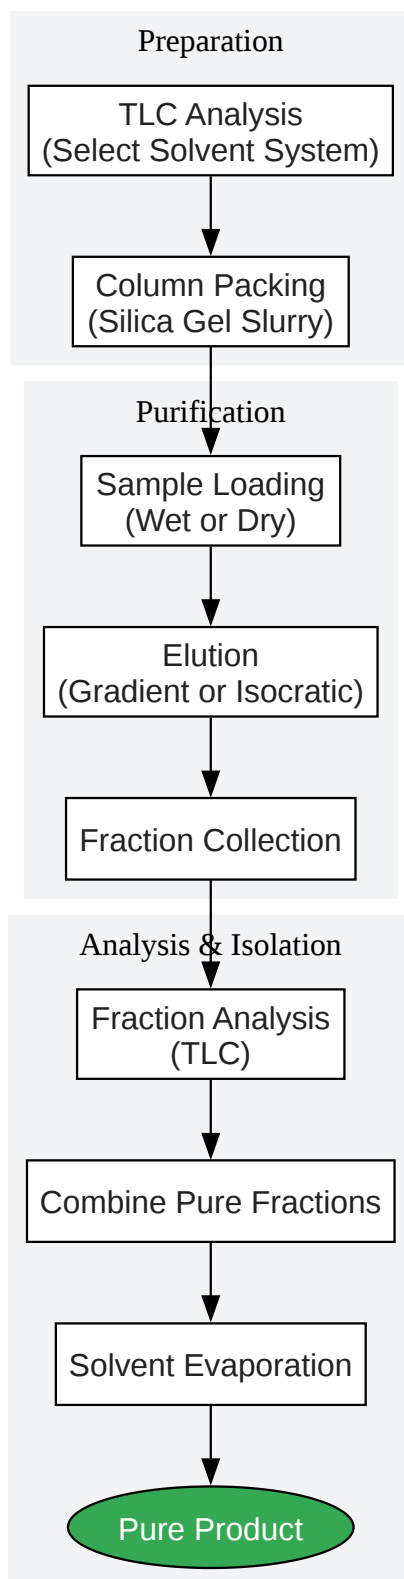 Preparation
TLC Analysis
(Select Solvent System)
Column Packing
(Silica Gel Slurry)
Purification
Sample Loading
(Wet or Dry)
Elution
(Gradient or Isocratic)
Fraction Collection
Analysis & Isolation
Fraction Analysis
(TLC)
Combine Pure Fractions
Solvent Evaporation
Pure Product